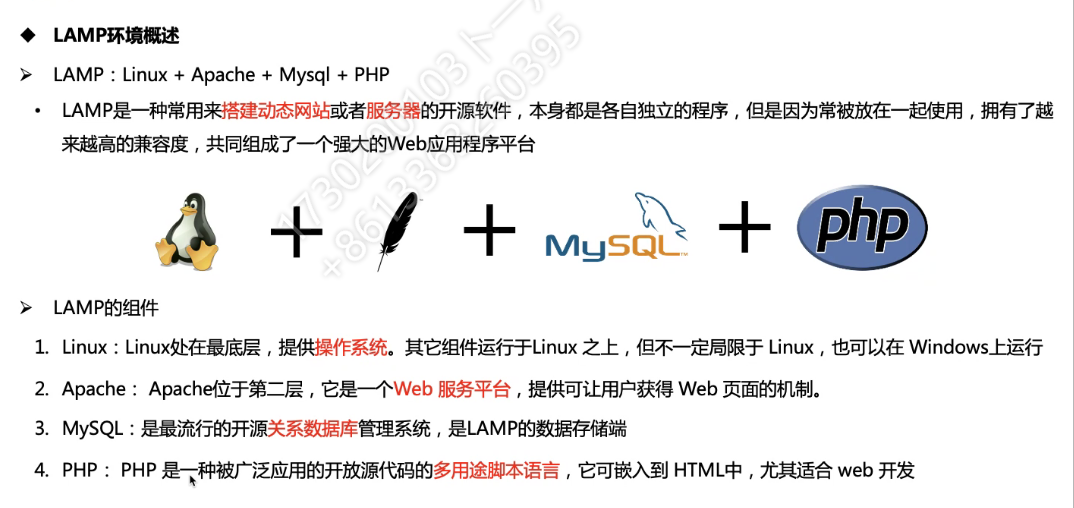 ◆ LAMP环境概述
➢ LAMP：Linux + Apache + Mysql + PHP
• LAMP是一种常用来搭建动态网站或者服务器的开源软件，本身都是各自独立的程序，但是因为常被放在一起使用，拥有了越
来越高的兼容度，共同组成了一个强大的Web应用程序平台
MySQL™
php
➢ LAMP的组件
1. Linux：Linux处在最底层，提供操作系统。其它组件运行于Linux 之上，但不一定局限于 Linux，也可以在 Windows上运行
2. Apache： Apache位于第二层，它是一个Web 服务平台，提供可让用户获得 Web 页面的机制。
3. MySQL：是最流行的开源关系数据库管理系统，是LAMP的数据存储端
4. PHP： PHP 是一种被广泛应用的开放源代码的多用途脚本语言，它可嵌入到 HTML中，尤其适合 web 开发